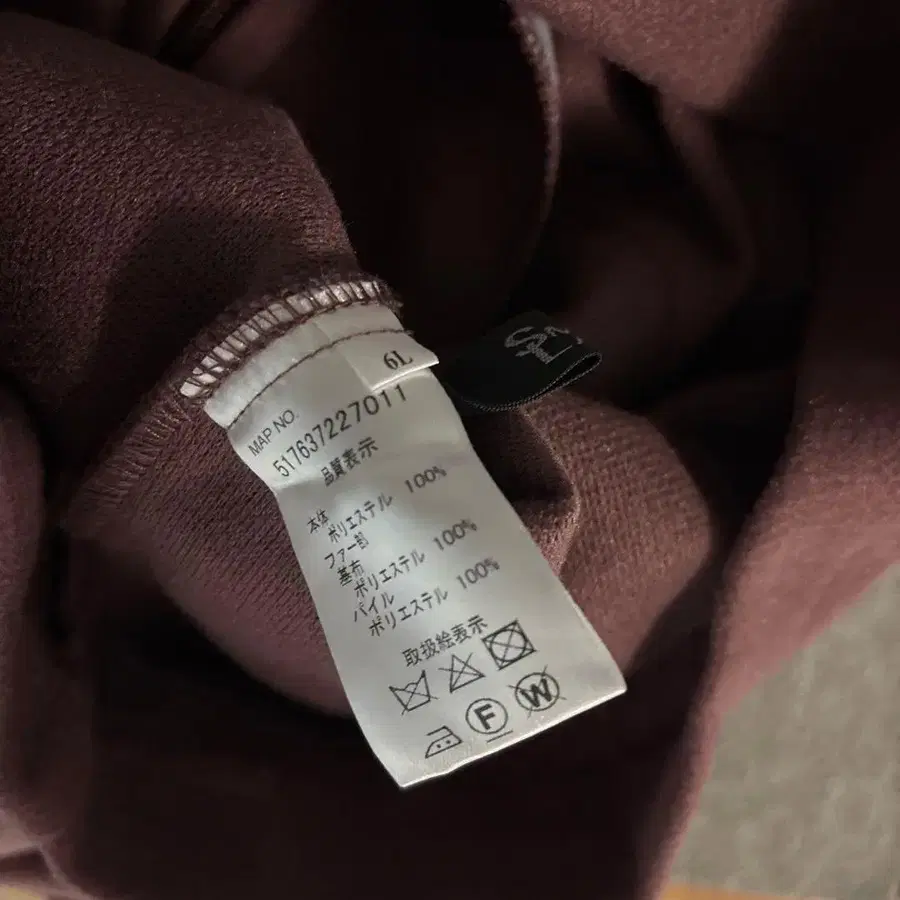 6L
MAP NO.
517637227011
品質表示
本体
ポリエステル 100%
ファー部
基布
ポリエステル 100%
パイル
ポリエステル 100%
取扱絵表示
F W